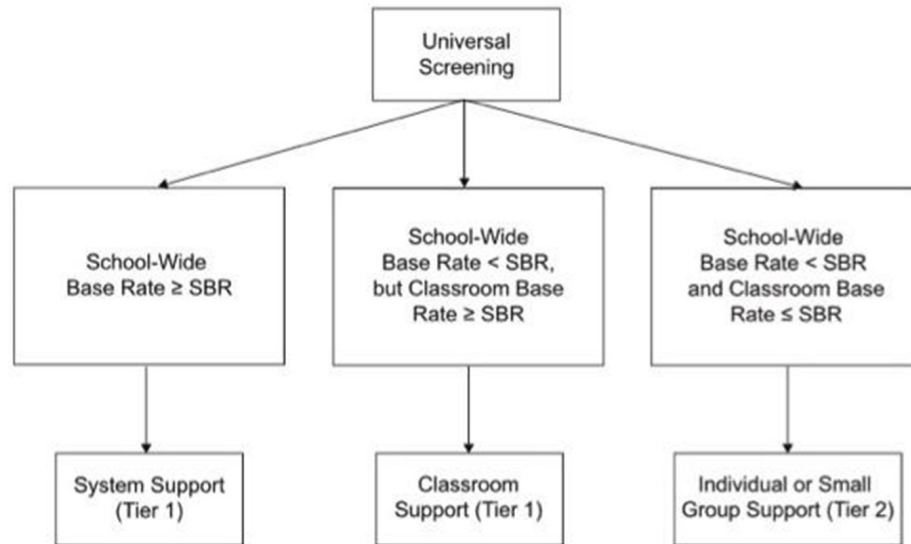 Universal
Screening
School-Wide
Base Rate ≥ SBR
School-Wide
Base Rate < SBR,
but Classroom Base
Rate ≥ SBR
School-Wide
Base Rate < SBR
and Classroom Base
Rate ≤ SBR
System Support
(Tier 1)
Classroom
Support (Tier 1)
Individual or Small
Group Support (Tier 2)